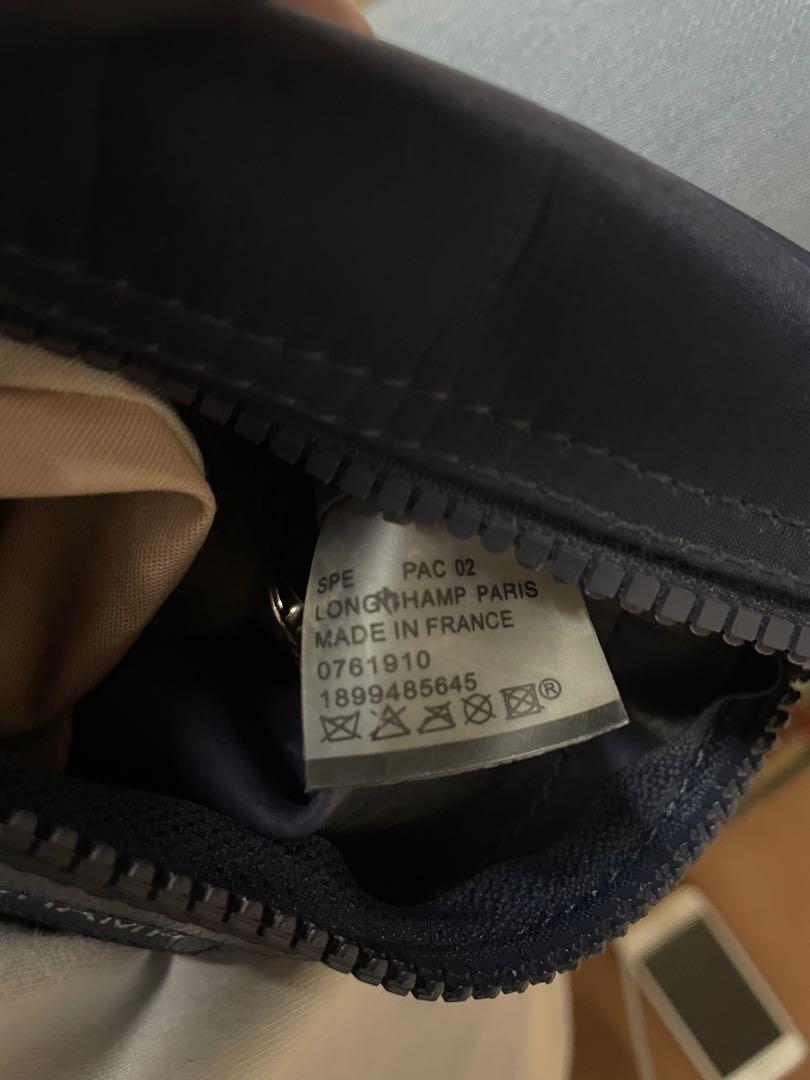 SPE PAC 02
LONGCHAMP PARIS
MADE IN FRANCE
0761910
1899485645
®